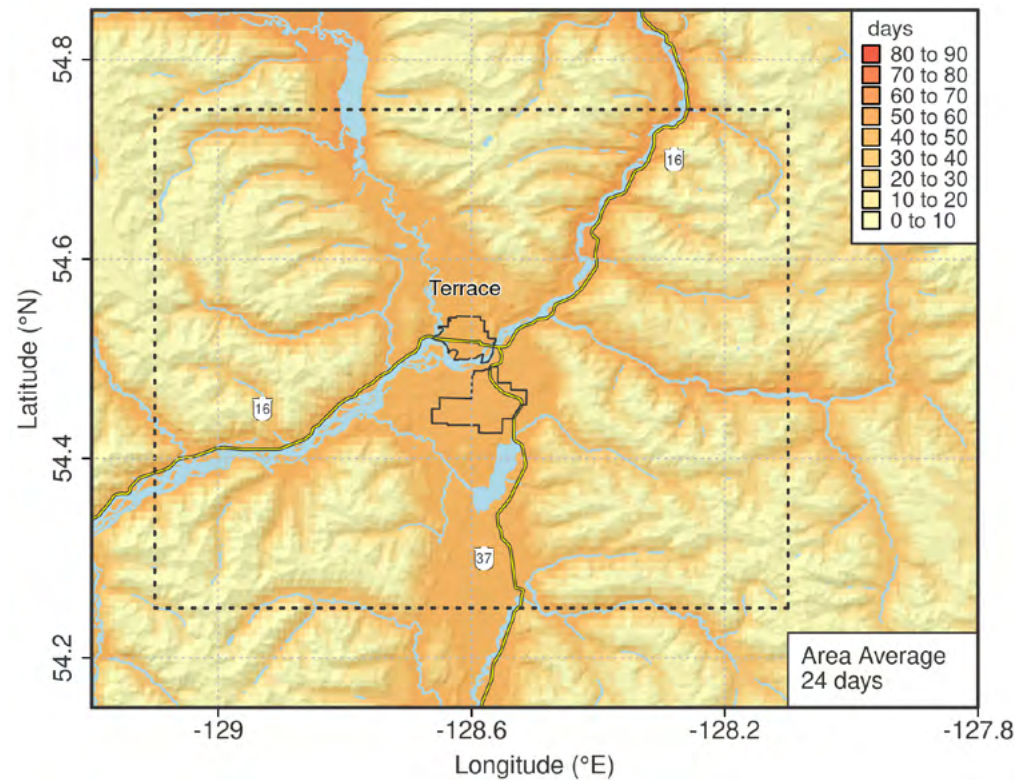 days
80 to 90
70 to 80
60 to 70
50 to 60
40 to 50
30 to 40
20 to 30
10 to 20
0 to 10
54.8
16
54.6
Terrace
Latitude (°N)
16
54.4
37
54.2
Area Average
24 days
-129
-128.6
-128.2
-127.8
Longitude (°E)